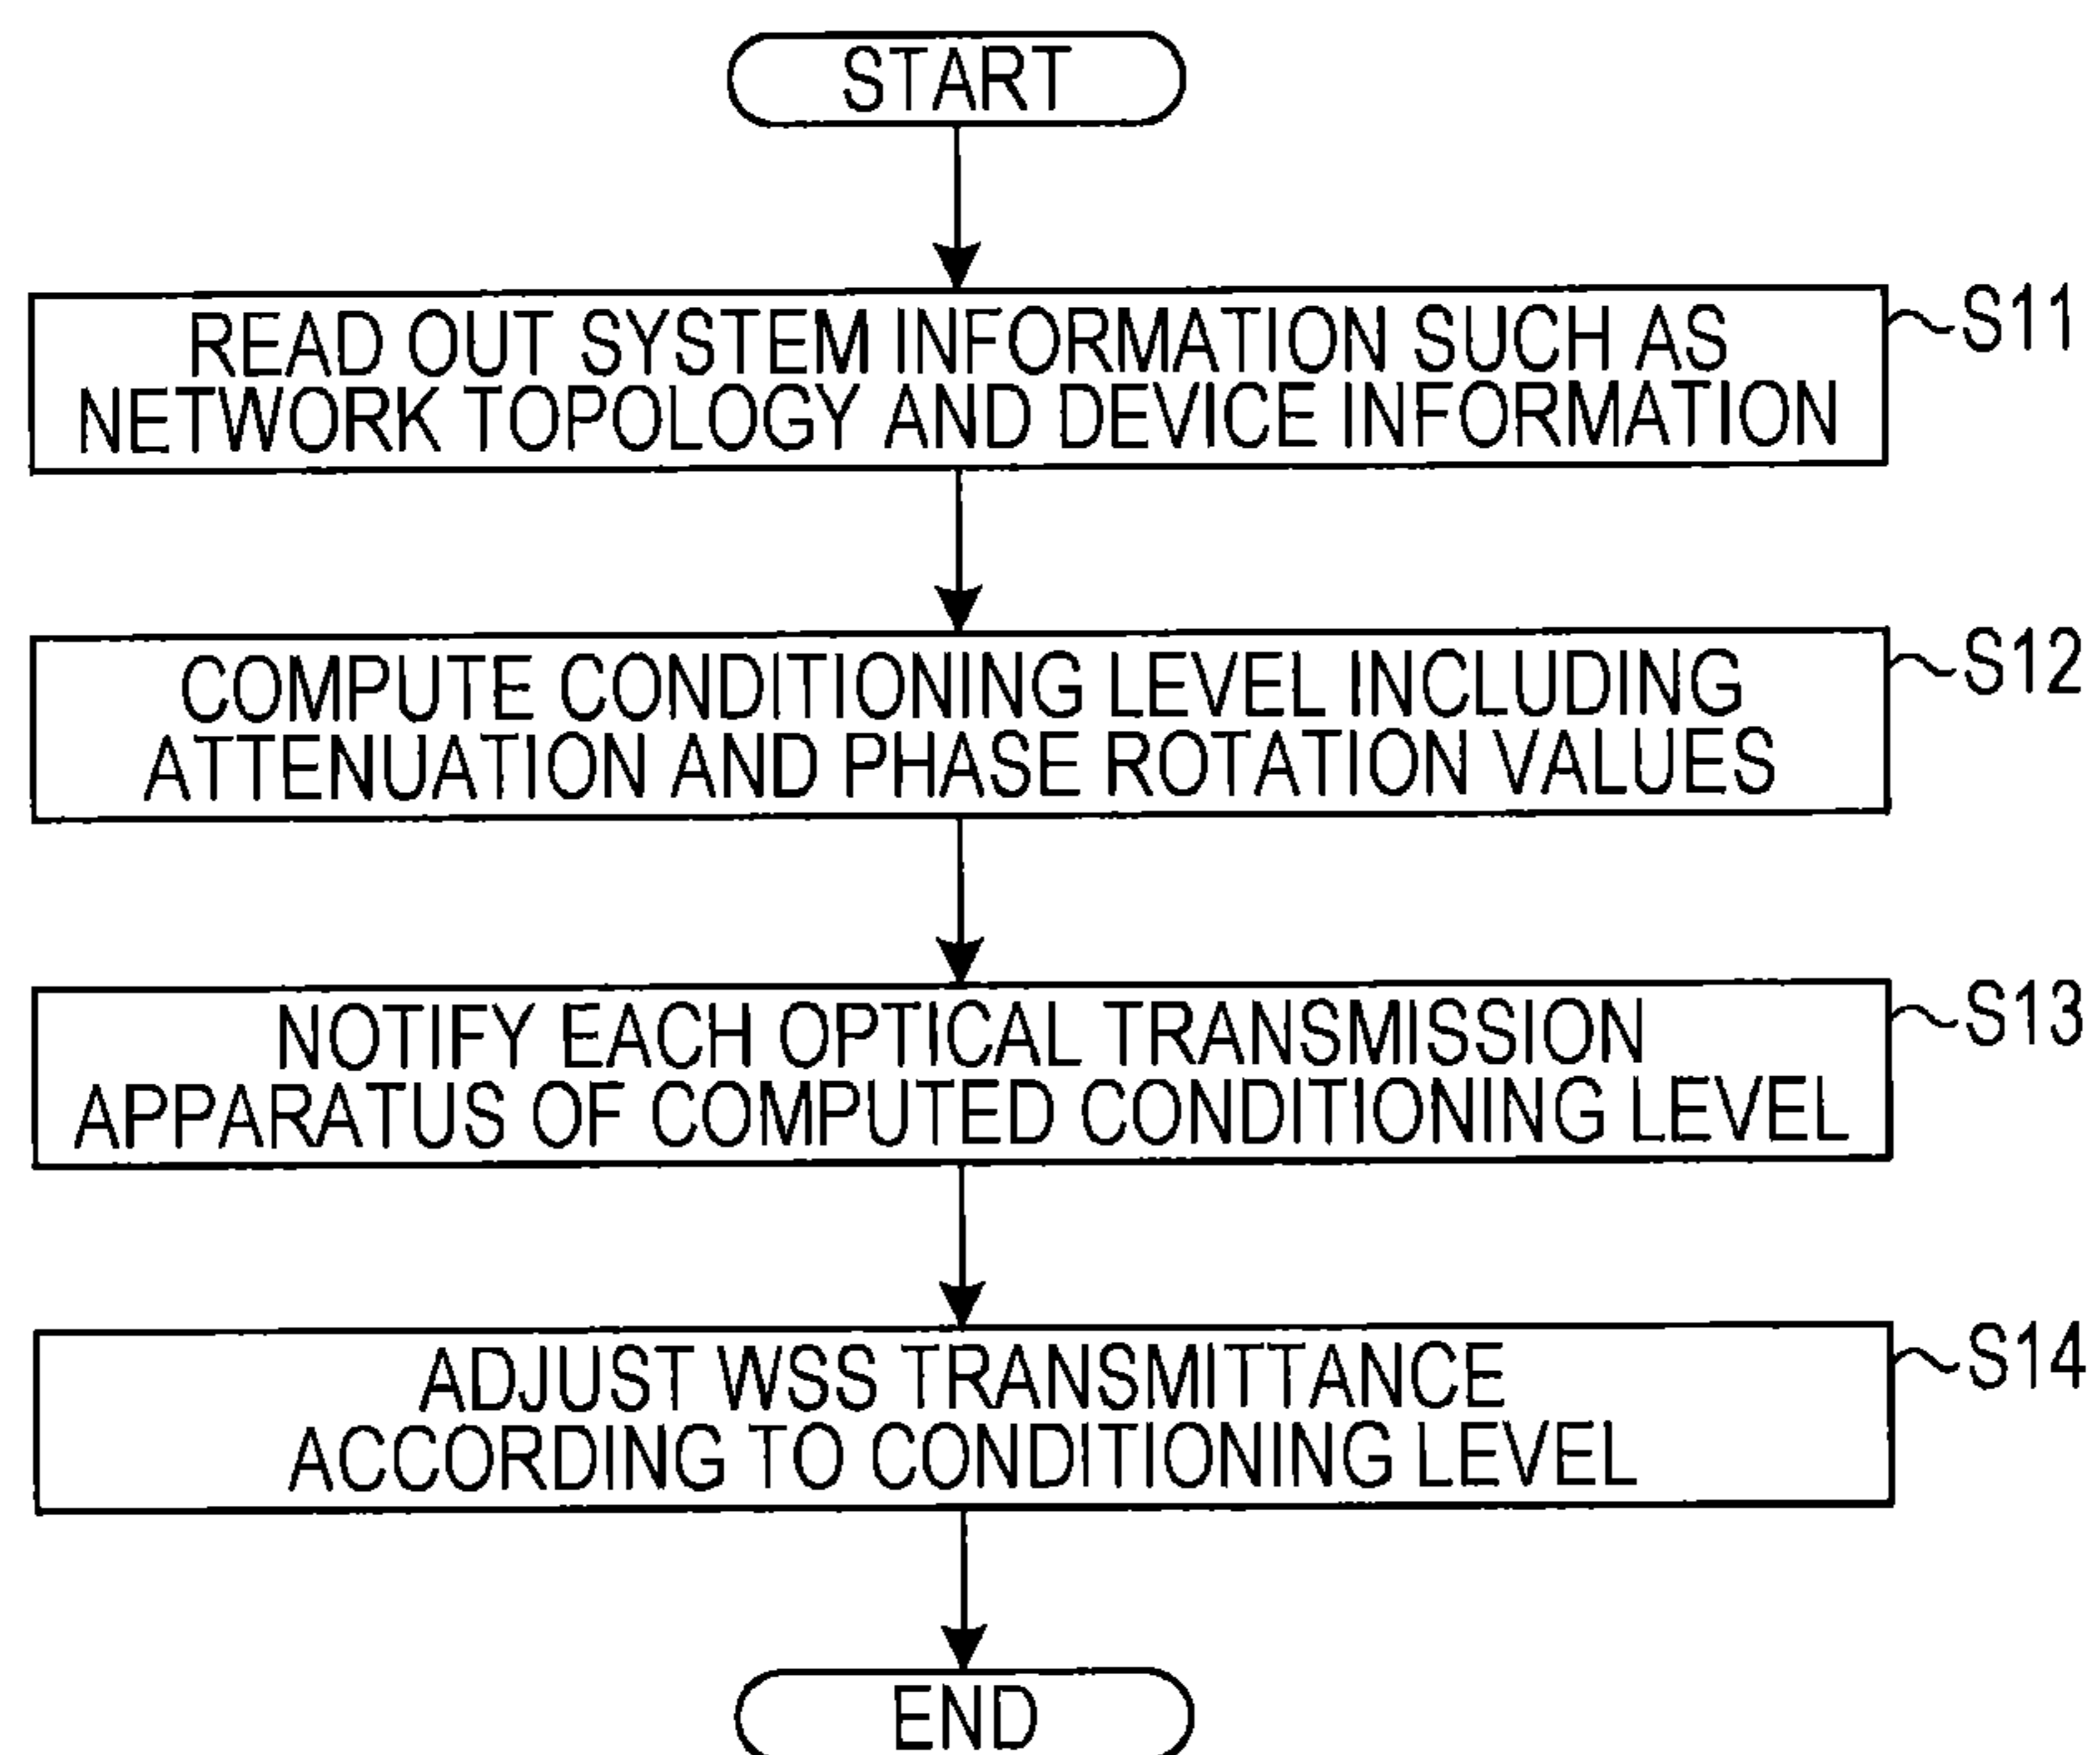 START
READ OUT SYSTEM INFORMATION SUCH AS
NETWORK TOPOLOGY AND DEVICE INFORMATION
S11
COMPUTE CONDITIONING LEVEL INCLUDING
ATTENUATION AND PHASE ROTATION VALUES
S12
NOTIFY EACH OPTICAL TRANSMISSION
APPARATUS OF COMPUTED CONDITIONING LEVEL
S13
ADJUST WSS TRANSMITTANCE
ACCORDING TO CONDITIONING LEVEL
S14
END